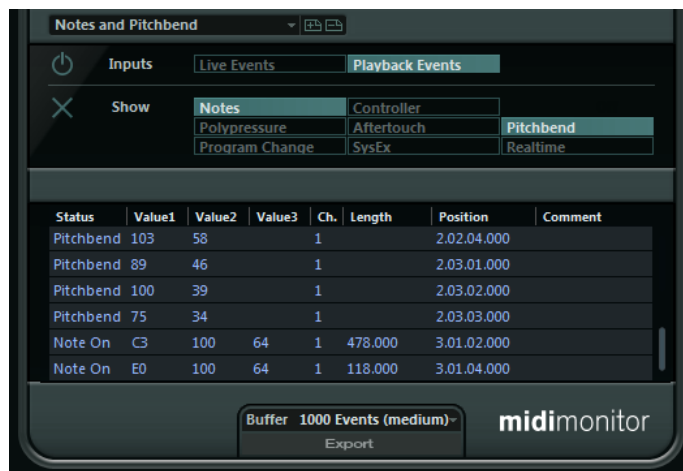 Notes and Pitchbend
Inputs Live Events Playback Events
Show Notes Controller
Polypressure Aftertouch Pitchbend
Program Change SysEx Realtime
Status Value1 Value2 Value3 Ch. Length Position Comment
Pitchbend 103 58 1 2.02.04.000
Pitchbend 89 46 1 2.03.01.000
Pitchbend 100 39 1 2.03.02.000
Pitchbend 75 34 1 2.03.03.000
Note On C3 100 64 1 478.000 3.01.02.000
Note On E0 100 64 1 118.000 3.01.04.000
Buffer 1000 Events (medium)
Export
midimonitor